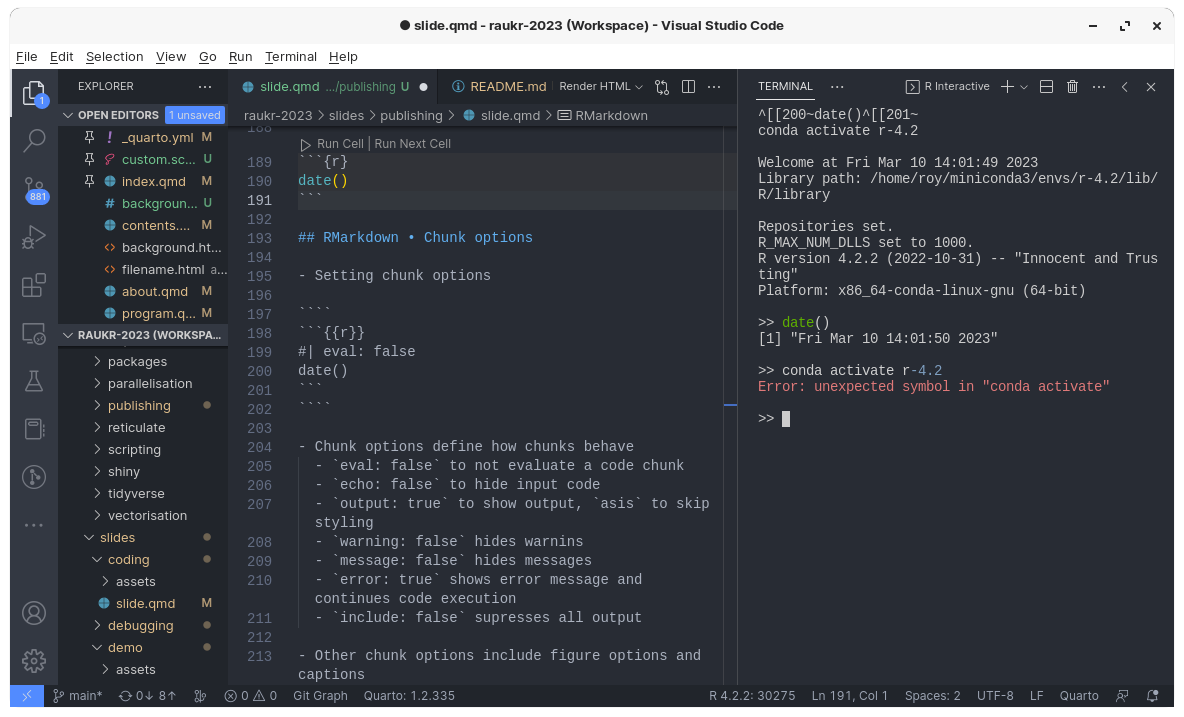 slide.qmd - raukr-2023 (Workspace) - Visual Studio Code
File Edit Selection View Go Run Terminal Help
EXPLORER ...
OPEN EDITORS 1 unsaved
! _quarto.yml M
custom.sc... U
index.qmd M
# backgroun... U
contents.... M
<> background.ht...
<> filename.html a...
about.qmd M
program.q... M
RAUKR-2023 (WORKSPA...
packages
parallelisation
publishing
reticulate
scripting
shiny
tidyverse
vectorisation
slides
coding
assets
slide.qmd M
debugging
demo
assets
1
881
slide.qmd .../publishing U
README.md
Render HTML
raukr-2023 > slides > publishing > slide.qmd > RMarkdown
188
Run Cell | Run Next Cell
189 ```{r}
190 date()
191 ```
192
193 ## RMarkdown • Chunk options
194
195 - Setting chunk options
196
197 ````
198 ```{{r}}
199 #| eval: false
200 date()
201 ```
202 ````
203
204 - Chunk options define how chunks behave
205 - `eval: false` to not evaluate a code chunk
206 - `echo: false` to hide input code
207 - `output: true` to show output, `asis` to skip
styling
208 - `warning: false` hides warnins
209 - `message: false` hides messages
210 - `error: true` shows error message and
continues code execution
211 - `include: false` supresses all output
212
213 - Other chunk options include figure options and
captions
TERMINAL ... R Interactive
^[[200~date()^[[201~
conda activate r-4.2
Welcome at Fri Mar 10 14:01:49 2023
Library path: /home/roy/miniconda3/envs/r-4.2/lib/
R/library
Repositories set.
R_MAX_NUM_DLLS set to 1000.
R version 4.2.2 (2022-10-31) -- "Innocent and Trus
ting"
Platform: x86_64-conda-linux-gnu (64-bit)
>> date()
[1] "Fri Mar 10 14:01:50 2023"
>> conda activate r-4.2
Error: unexpected symbol in "conda activate"
>>
main* 0↓ 8↑ 0 0 Git Graph Quarto: 1.2.335 R 4.2.2: 30275 Ln 191, Col 1 Spaces: 2 UTF-8 LF Quarto